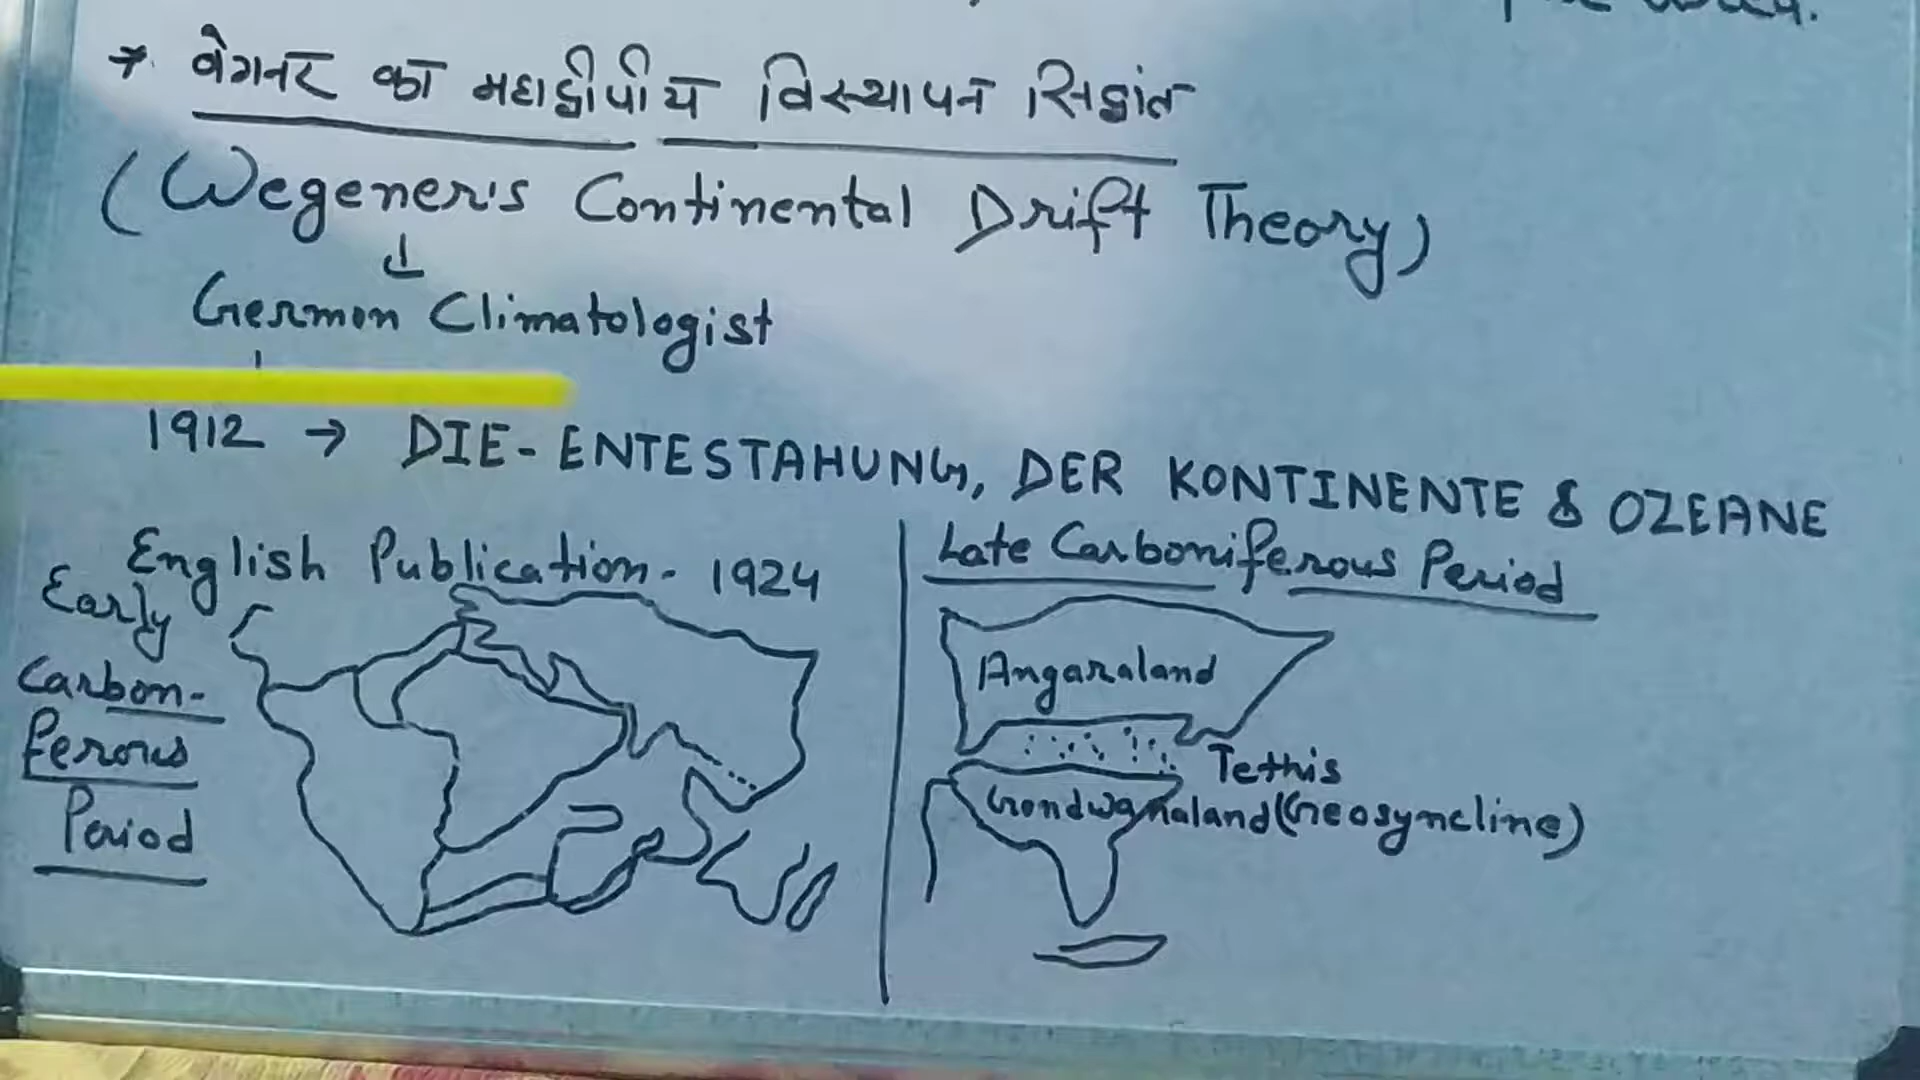 वेगनर का महाद्वीपीय विस्थापन सिद्धांत
(Wegener's Continental Drift Theory)
German Climatologist
1912 → DIE-ENTESTAHUNG, DER KONTINENTE & OZEANE
English Publication - 1924
Early
Carbon-
ferous
Period
Late Carboniferous Period
Angaraland
Tethis
Gondwanaland (Geosyncline)